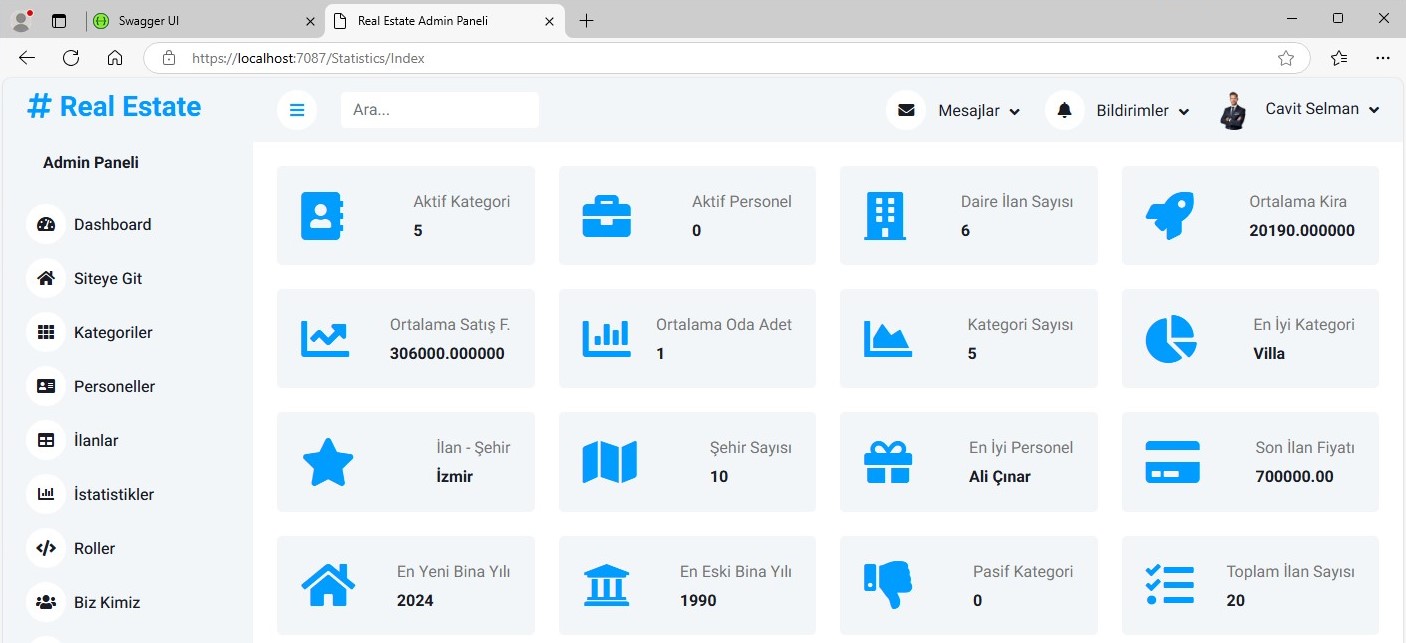 Swagger UI
Real Estate Admin Paneli
https://localhost:7087/Statistics/Index
# Real Estate
Ara...
Mesajlar
Bildirimler
Cavit Selman
Admin Paneli
Dashboard
Siteye Git
Kategoriler
Personeller
İlanlar
İstatistikler
Roller
Biz Kimiz
Aktif Kategori
5
Aktif Personel
0
Daire İlan Sayısı
6
Ortalama Kira
20190.000000
Ortalama Satış F.
306000.000000
Ortalama Oda Adet
1
Kategori Sayısı
5
En İyi Kategori
Villa
İlan - Şehir
İzmir
Şehir Sayısı
10
En İyi Personel
Ali Çınar
Son İlan Fiyatı
700000.00
En Yeni Bina Yılı
2024
En Eski Bina Yılı
1990
Pasif Kategori
0
Toplam İlan Sayısı
20